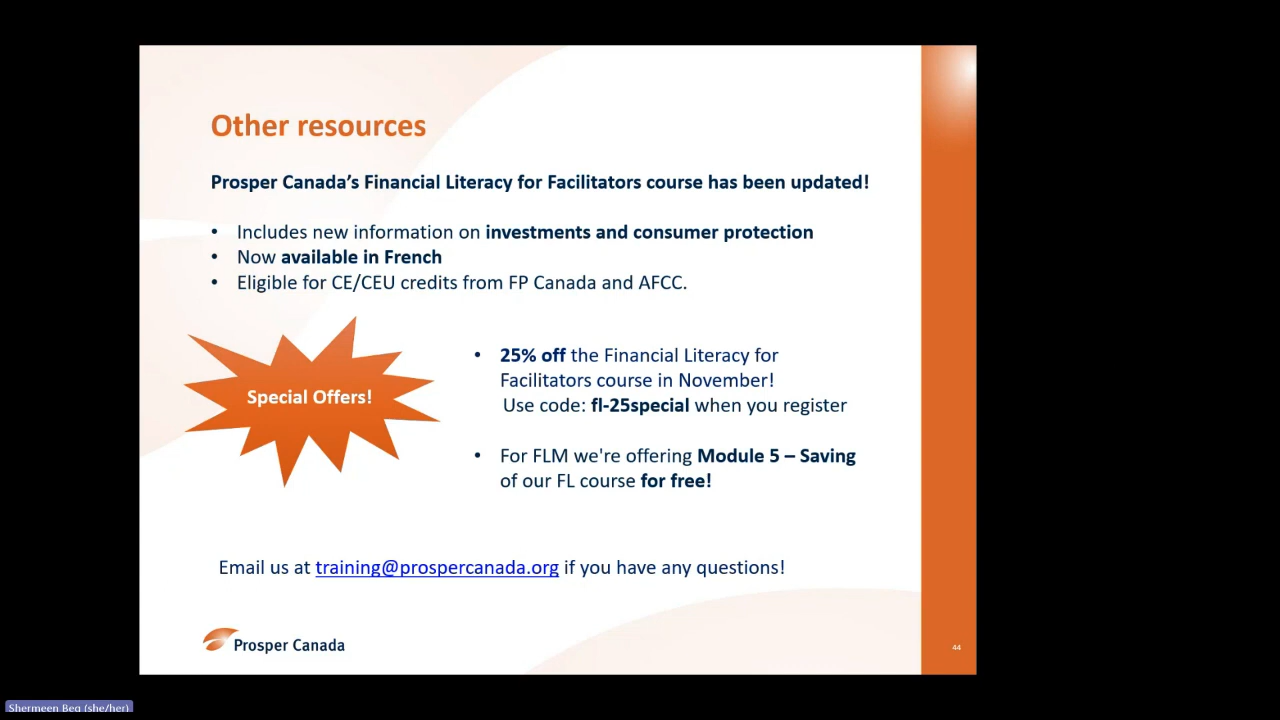 Other resources
Prosper Canada’s Financial Literacy for Facilitators course has been updated!
• Includes new information on investments and consumer protection
• Now available in French
• Eligible for CE/CEU credits from FP Canada and AFCC.
Special Offers!
• 25% off the Financial Literacy for
Facilitators course in November!
Use code: fl-25special when you register
• For FLM we're offering Module 5 – Saving
of our FL course for free!
Email us at training@prospercanada.org if you have any questions!
Prosper Canada
44
Shermeen Beg (she/her)